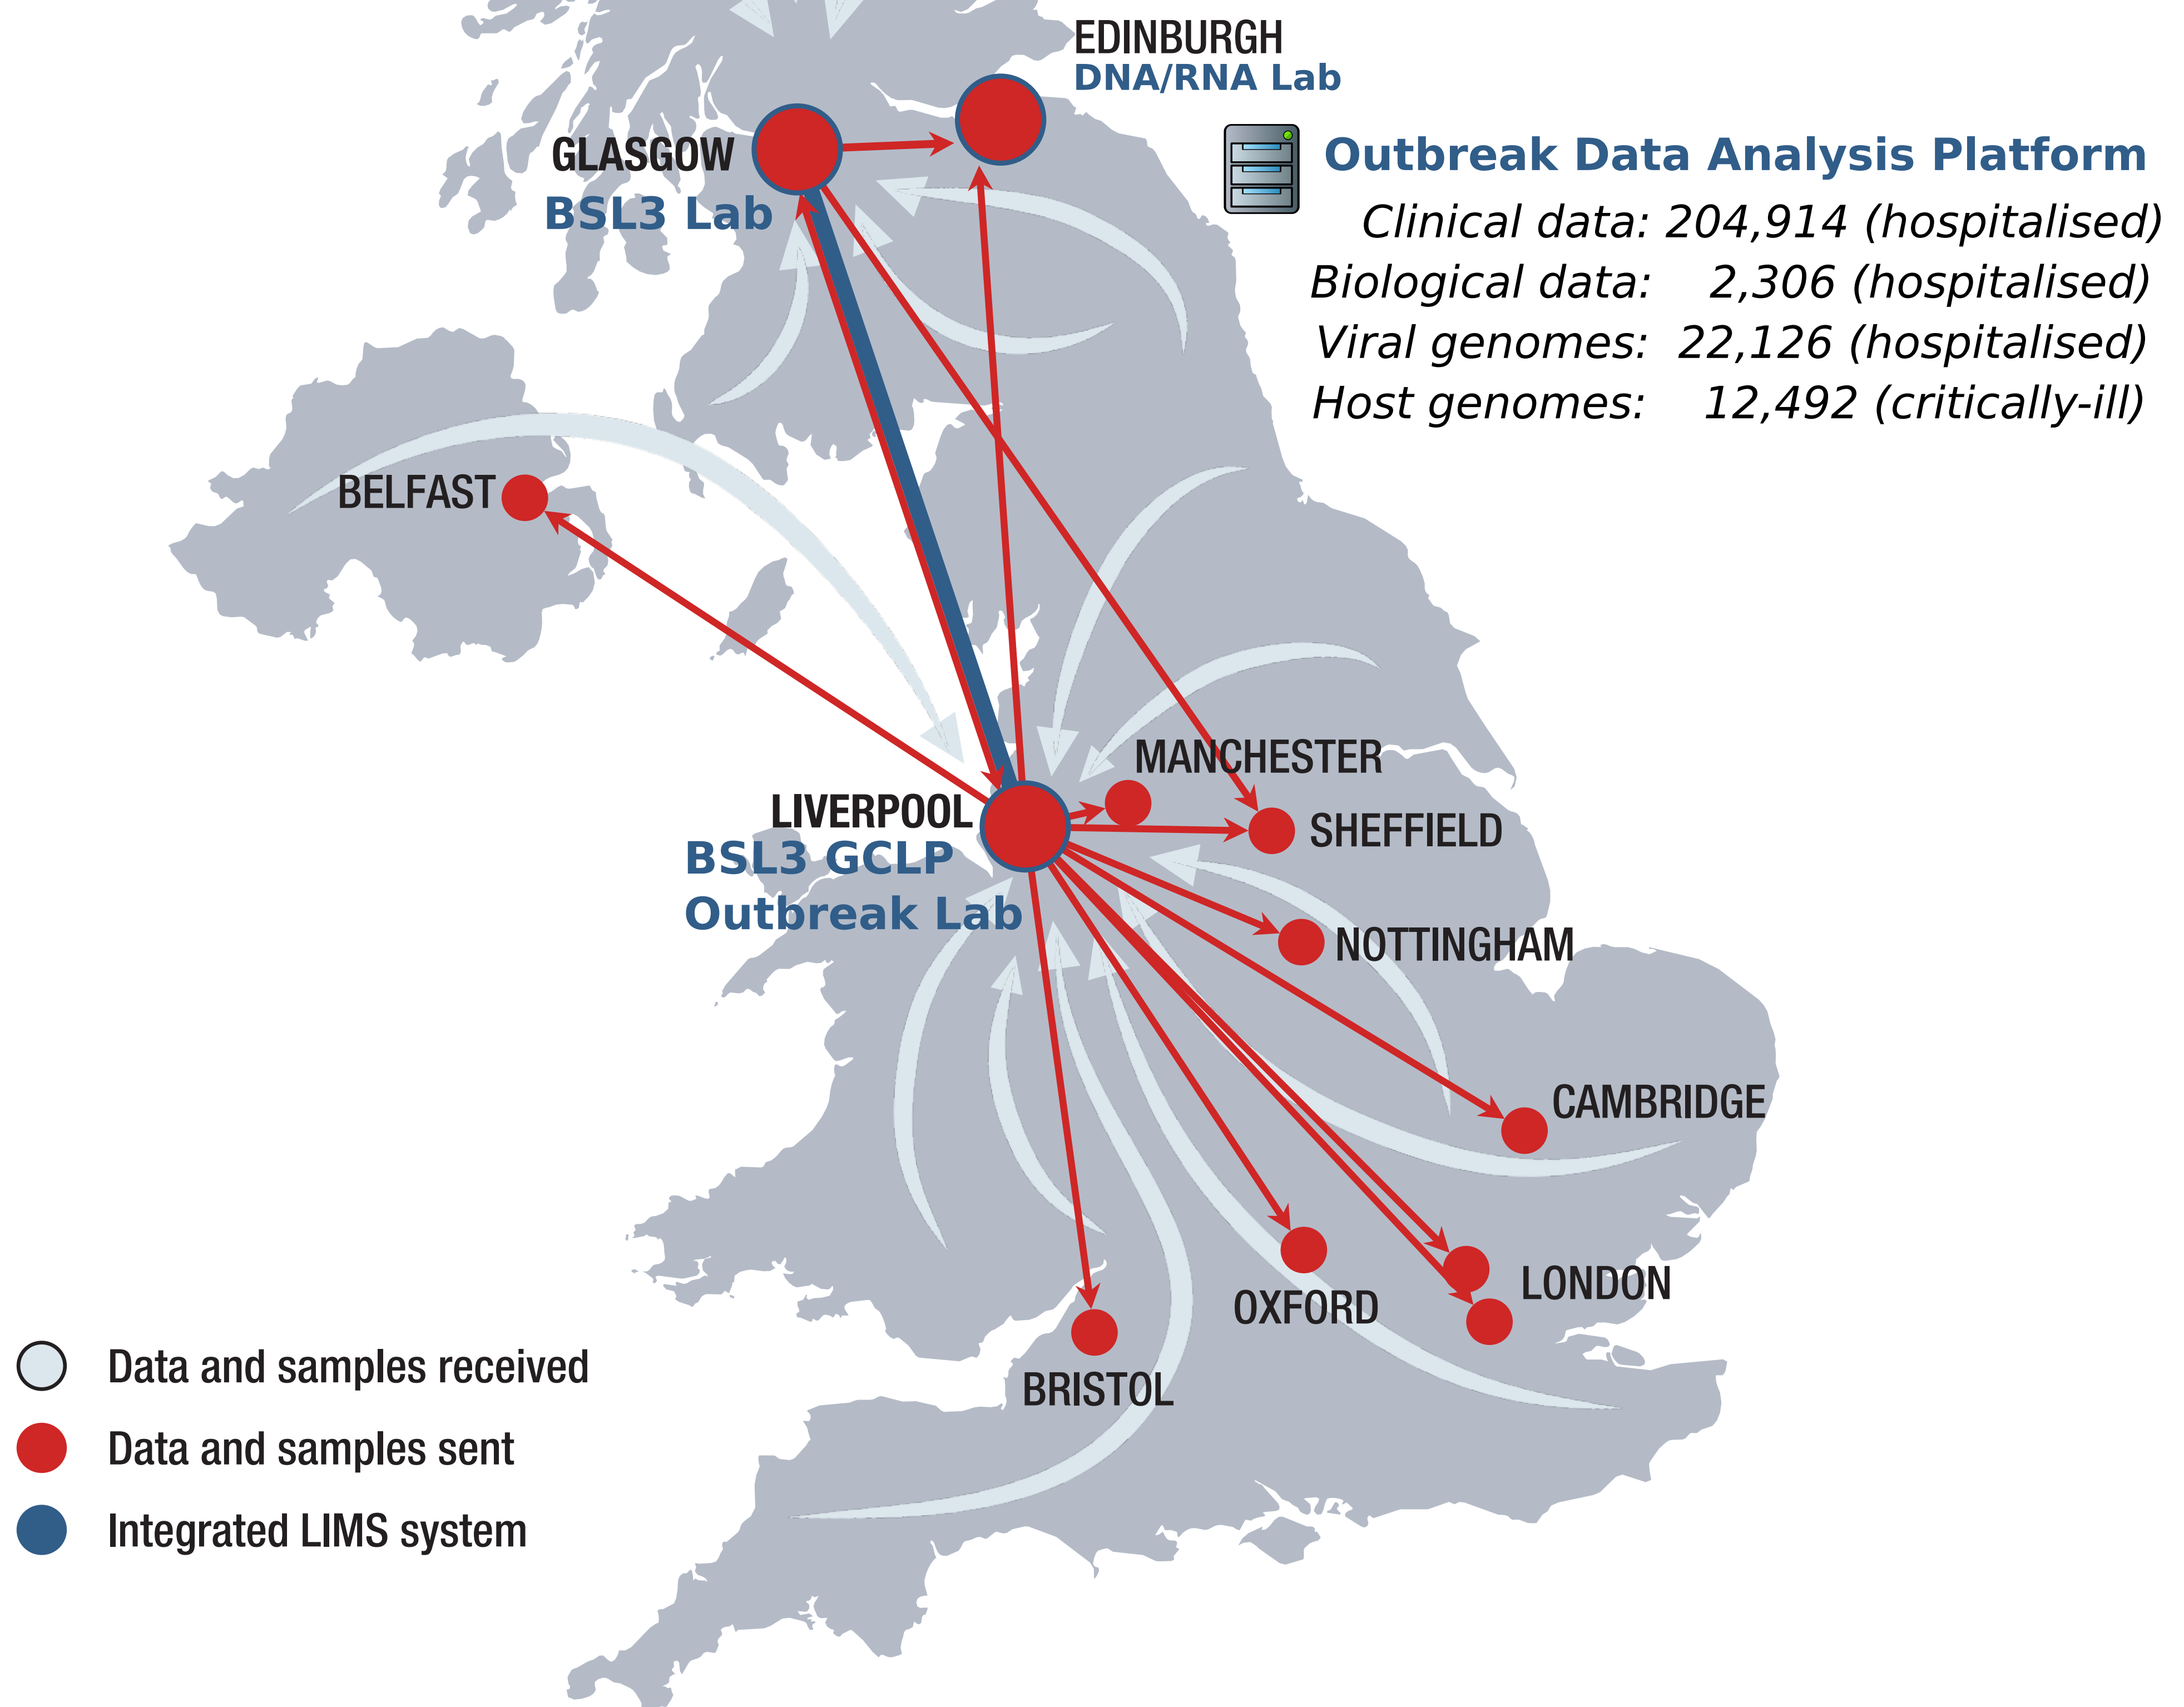 EDINBURGH
DNA/RNA Lab
GLASGOW
BSL3 Lab
Outbreak Data Analysis Platform
Clinical data: 204,914 (hospitalised)
Biological data: 2,306 (hospitalised)
Viral genomes: 22,126 (hospitalised)
Host genomes: 12,492 (critically-ill)
BELFAST
MANCHESTER
LIVERPOOL
BSL3 GCLP
Outbreak Lab
SHEFFIELD
NOTTINGHAM
CAMBRIDGE
LONDON
OXFORD
BRISTOL
Data and samples received
Data and samples sent
Integrated LIMS system